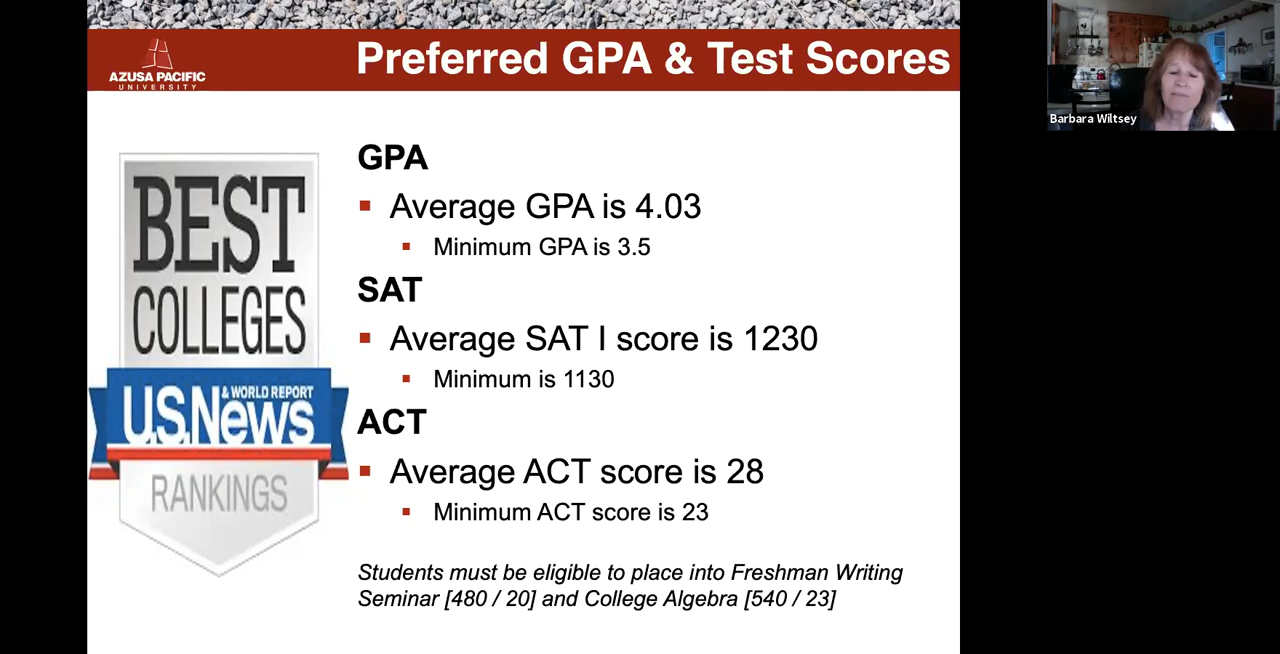 AZUSA PACIFIC
UNIVERSITY
Preferred GPA & Test Scores
Barbara Wiltsey
BEST
COLLEGES
U.S.News
& WORLD REPORT
RANKINGS
GPA
Average GPA is 4.03
Minimum GPA is 3.5
SAT
Average SAT I score is 1230
Minimum is 1130
ACT
Average ACT score is 28
Minimum ACT score is 23
Students must be eligible to place into Freshman Writing
Seminar [480 / 20] and College Algebra [540 / 23]